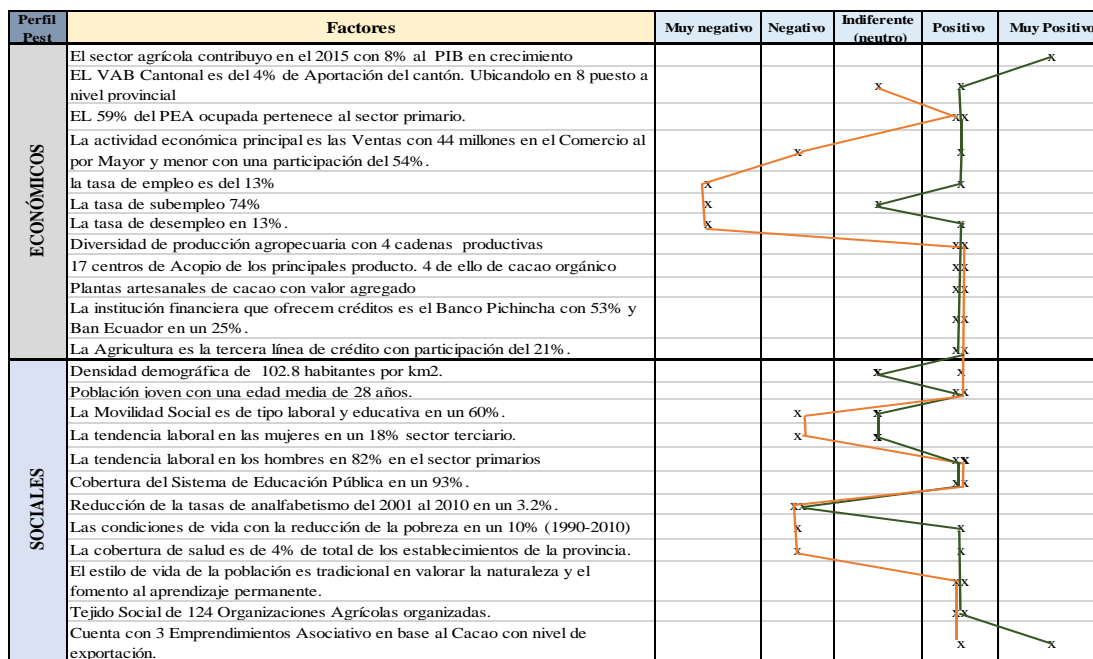 Perfil Pest
Factores
Muy negativo
Negativo
Indiferente (neutro)
Positivo
Muy Positivo
ECONÓMICOS
El sector agrícola contribuyo en el 2015 con 8% al PIB en crecimiento
x
EL VAB Cantonal es del 4% de Aportación del cantón. Ubicandolo en 8 puesto a
nivel provincial
x x
EL 59% del PEA ocupada pertenece al sector primario.
xx
La actividad económica principal es las Ventas con 44 millones en el Comercio al
por Mayor y menor con una participación del 54%.
x x
la tasa de empleo es del 13%
x x
La tasa de subempleo 74%
x x
La tasa de desempleo en 13%.
x x
Diversidad de producción agropecuaria con 4 cadenas productivas
xx
17 centros de Acopio de los principales producto. 4 de ello de cacao orgánico
xx
Plantas artesanales de cacao con valor agregado
xx
La institución financiera que ofrecem créditos es el Banco Pichincha con 53% y
Ban Ecuador en un 25%.
xx
La Agricultura es la tercera línea de crédito con participación del 21%.
xx
SOCIALES
Densidad demográfica de 102.8 habitantes por km2.
x x
Población joven con una edad media de 28 años.
xx
La Movilidad Social es de tipo laboral y educativa en un 60%.
x x
La tendencia laboral en las mujeres en un 18% sector terciario.
x x
La tendencia laboral en los hombres en 82% en el sector primarios
xx
Cobertura del Sistema de Educación Pública en un 93%.
xx
Reducción de la tasas de analfabetismo del 2001 al 2010 en un 3.2%.
xx
Las condiciones de vida con la reducción de la pobreza en un 10% (1990-2010)
x x
La cobertura de salud es de 4% de total de los establecimientos de la provincia.
x x
El estilo de vida de la población es tradicional en valorar la naturaleza y el
fomento al aprendizaje permanente.
xx
Tejido Social de 124 Organizaciones Agrícolas organizadas.
xx
Cuenta con 3 Emprendimientos Asociativo en base al Cacao con nivel de
exportación.
x x